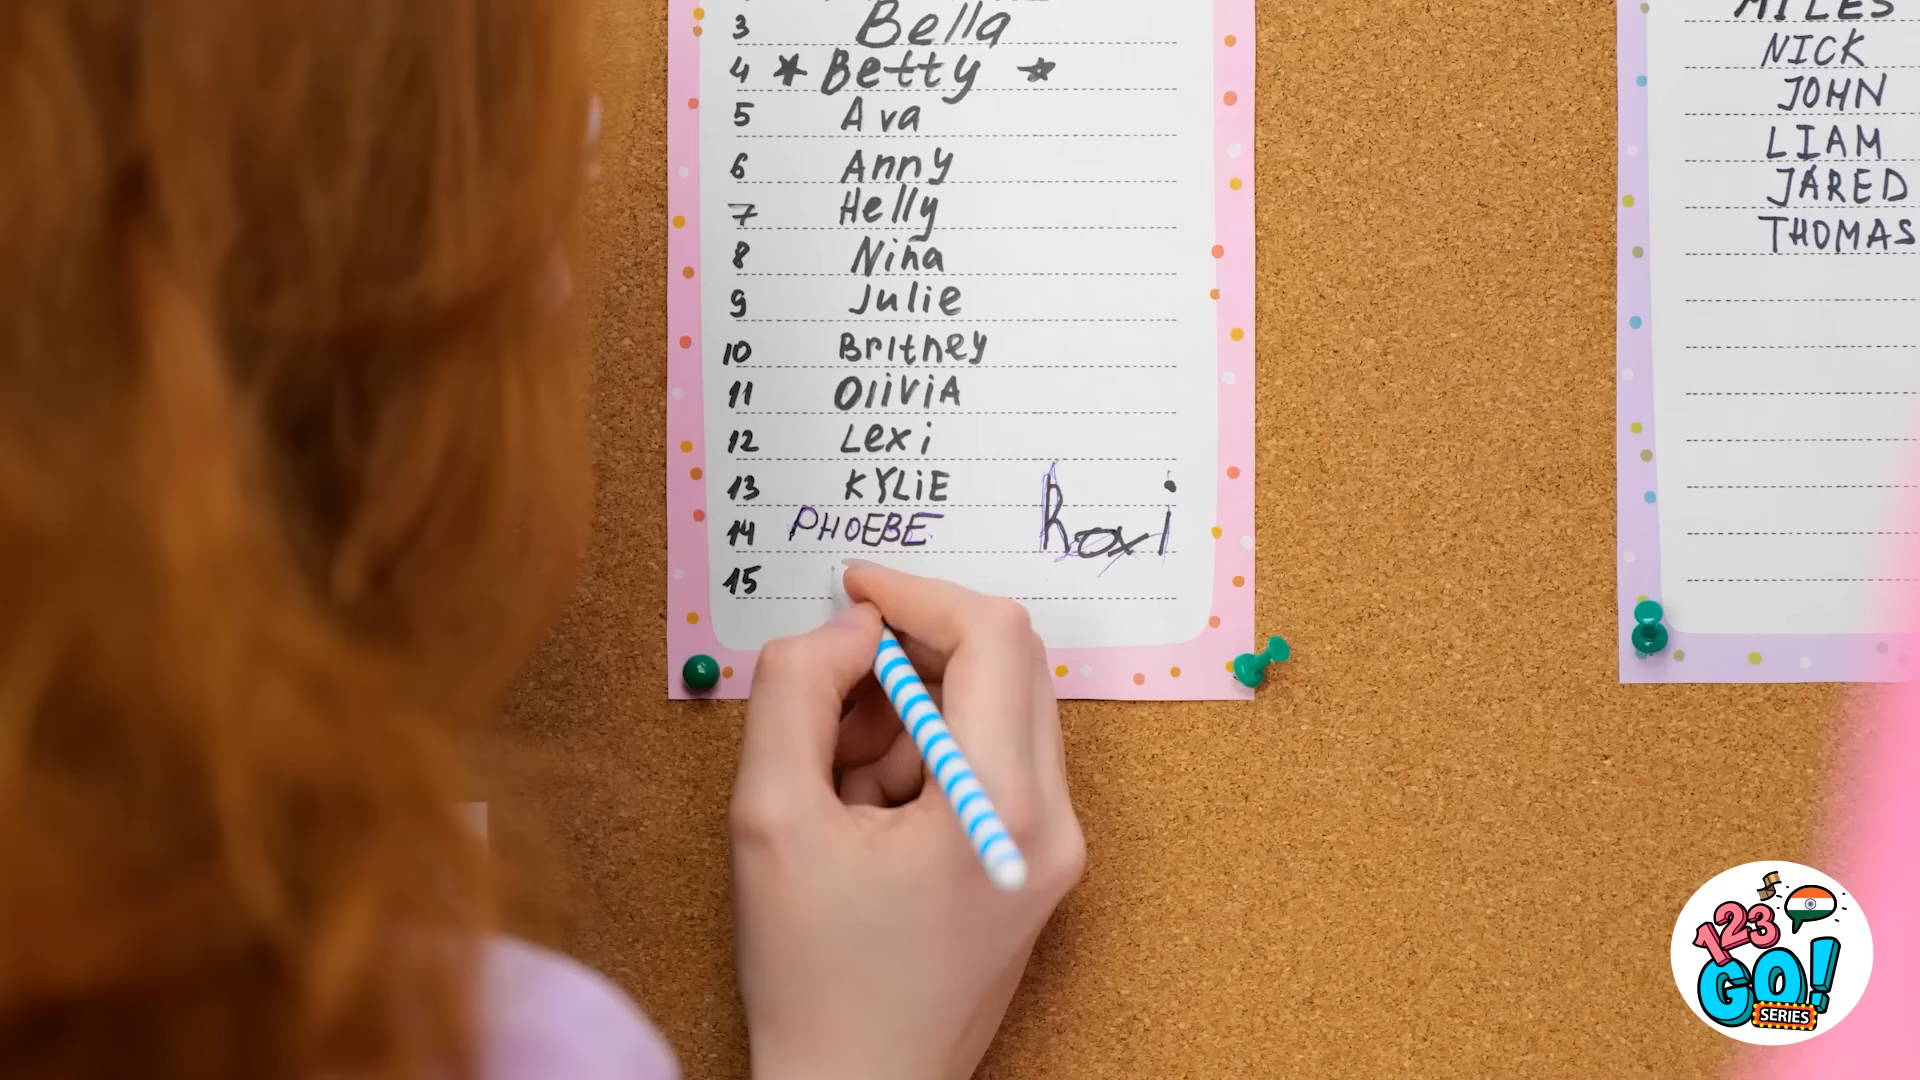 3 Bella
4 * Betty *
5 Ava
6 Anny
7 Helly
8 Nina
9 Julie
10 Britney
11 OliViA
12 Lexi
13 KYLiE
14 PHOEBE Roxi
15
MILES
NICK
JOHN
LIAM
JARED
THOMAS
123
GO!
SERIES